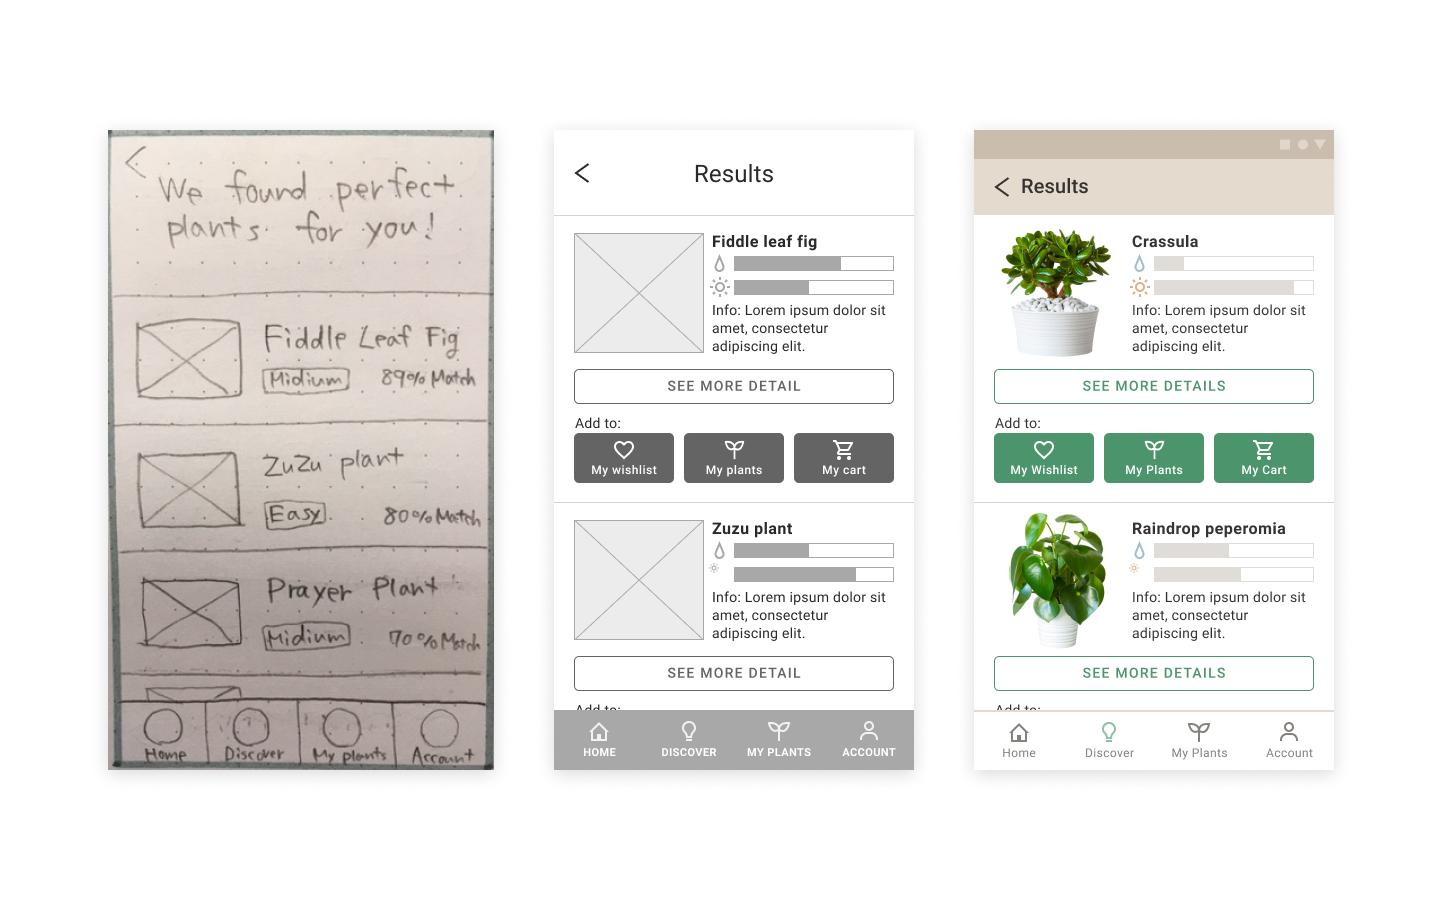 We found perfect
plants for you!
Fiddle Leaf Fig
Midium 89% Match
ZuZu plant
Easy 80% Match
Prayer Plant
Midium 70% Match
Home Discover My plants Account
Results
Fiddle leaf fig
Info: Lorem ipsum dolor sit
amet, consectetur
adipiscing elit.
SEE MORE DETAIL
Add to:
My wishlist My plants My cart
Zuzu plant
Info: Lorem ipsum dolor sit
amet, consectetur
adipiscing elit.
SEE MORE DETAIL
Add to:
HOME DISCOVER MY PLANTS ACCOUNT
Results
Crassula
Info: Lorem ipsum dolor sit
amet, consectetur
adipiscing elit.
SEE MORE DETAILS
Add to:
My Wishlist My Plants My Cart
Raindrop peperomia
Info: Lorem ipsum dolor sit
amet, consectetur
adipiscing elit.
SEE MORE DETAILS
Add to:
Home Discover My Plants Account